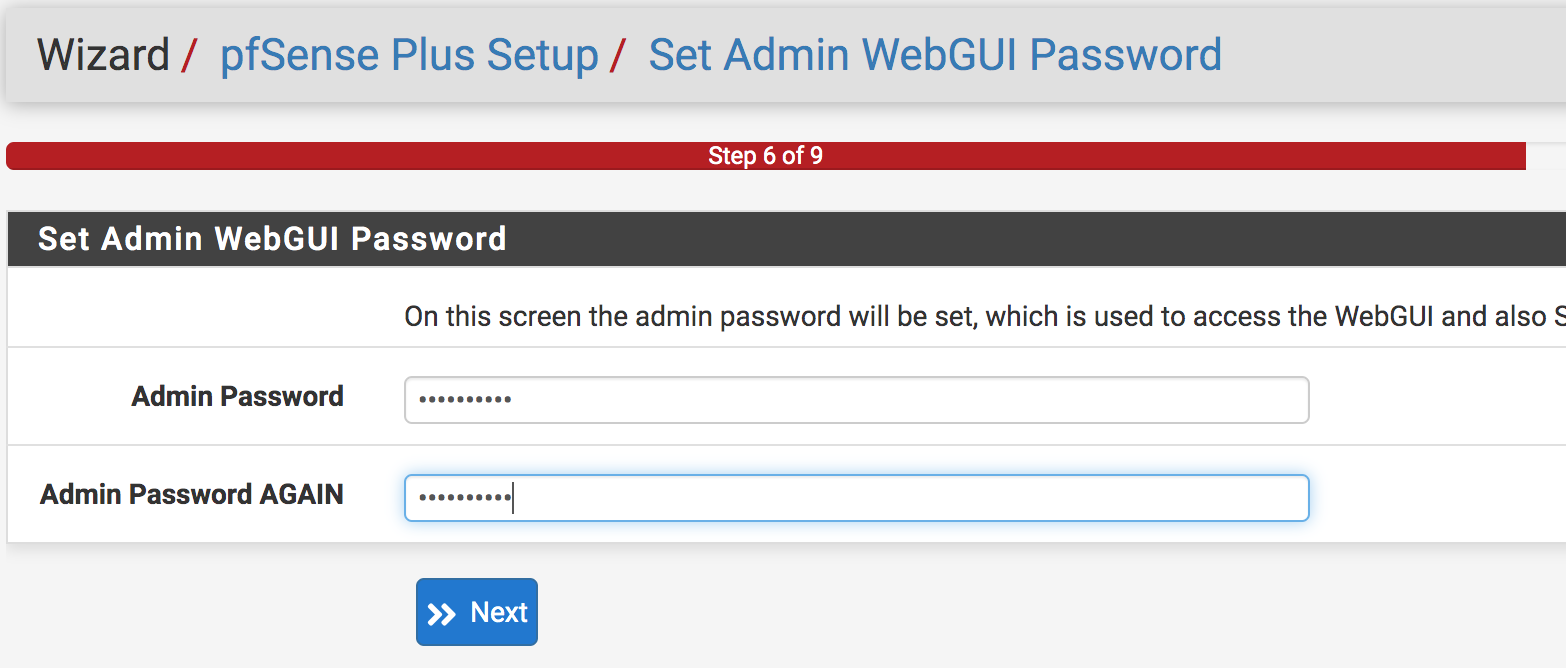 Wizard / pfSense Plus Setup / Set Admin WebGUI Password
Step 6 of 9
Set Admin WebGUI Password
On this screen the admin password will be set, which is used to access the WebGUI and also
Admin Password ••••••••••
Admin Password AGAIN ••••••••••
Next